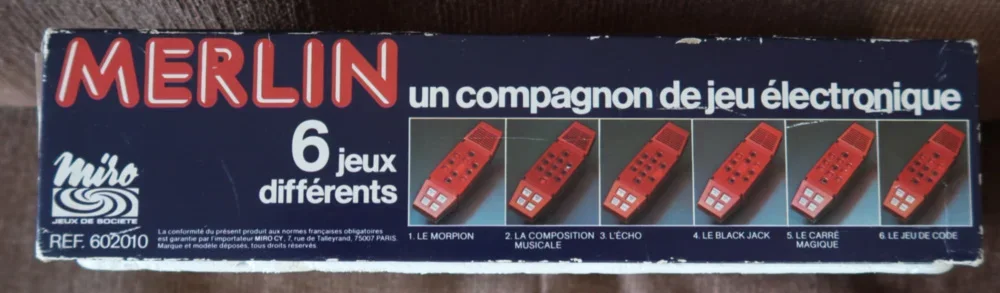 MERLIN
un compagnon de jeu électronique
6 jeux
différents
miro
JEUX DE SOCIETE
REF. 602010
La conformité du présent produit aux normes françaises obligatoires
est garantie par l'importateur MIRO CY, 7, rue de Talleyrand, 75007 PARIS.
Marque et modèle déposés, tous droits réservés.
1. LE MORPION
2. LA COMPOSITION
MUSICALE
3. L'ÉCHO
4. LE BLACK JACK
5. LE CARRÉ
MAGIQUE
6. LE JEU DE CODE